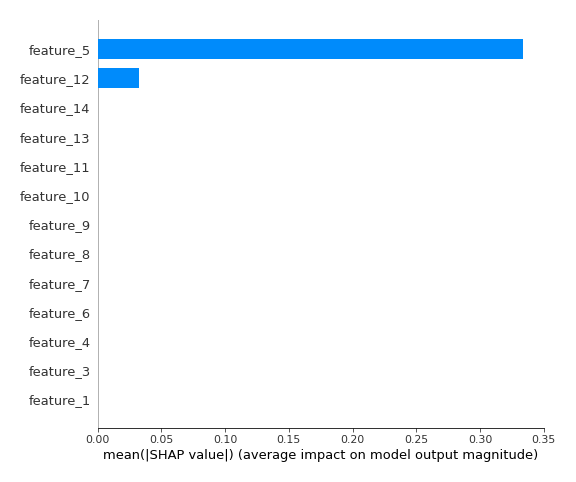 feature_5
feature_12
feature_14
feature_13
feature_11
feature_10
feature_9
feature_8
feature_7
feature_6
feature_4
feature_3
feature_1
0.00 0.05 0.10 0.15 0.20 0.25 0.30 0.35
mean(|SHAP value|) (average impact on model output magnitude)